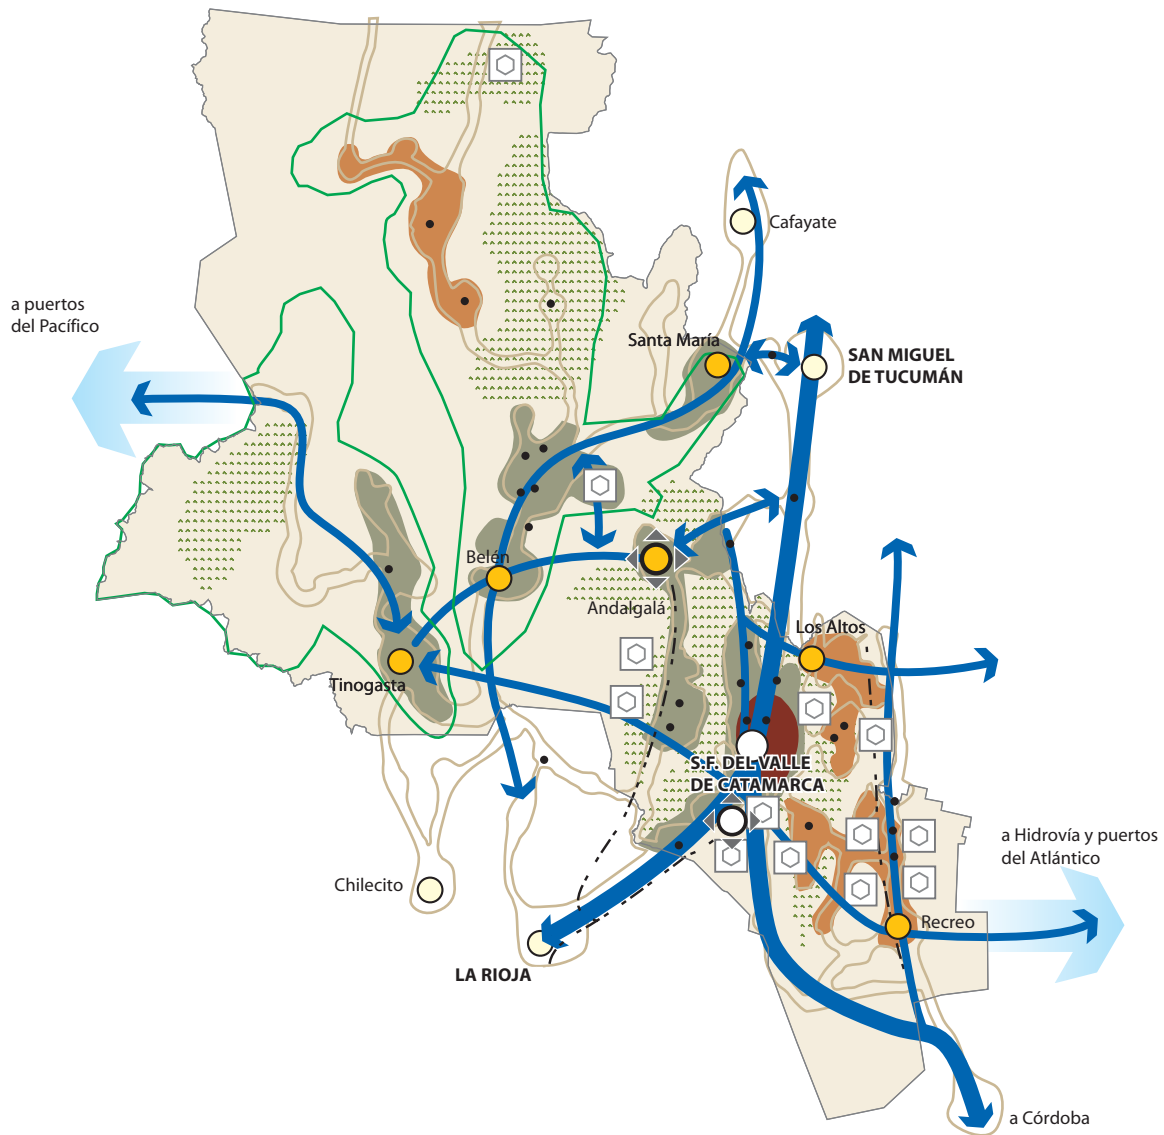 Cafayate
a puertos
del Pacífico
Santa María
SAN MIGUEL
DE TUCUMÁN
Belén
Andalgalá
Los Altos
Tinogasta
S.F. DEL VALLE
DE CATAMARCA
a Hidrovía y puertos
del Atlántico
Chilecito
Recreo
LA RIOJA
a Córdoba